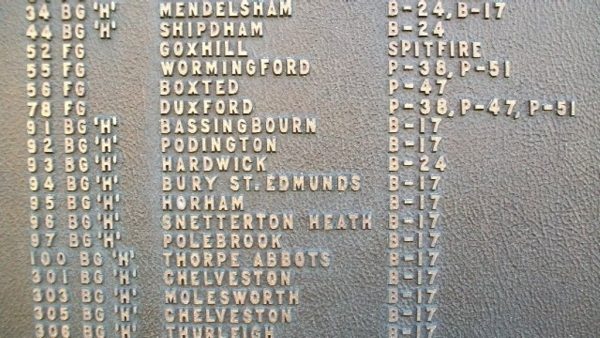 34 BG 'H' MENDELSHAM B-24, B-17
44 BG 'H' SHIPDHAM B-24
52 FG GOXHILL SPITFIRE
55 FG WORMINGFORD P-38, P-51
56 FG BOXTED P-47
78 FG DUXFORD P-38, P-47, P-51
91 BG 'H' BASSINGBOURN B-17
92 BG 'H' PODINGTON B-17
93 BG 'H' HARDWICK B-24
94 BG 'H' BURY ST. EDMUNDS B-17
95 BG 'H' HORHAM B-17
96 BG 'H' SNETTERTON HEATH B-17
97 BG 'H' POLEBROOK B-17
100 BG 'H' THORPE ABBOTS B-17
301 BG 'H' CHELVESTON B-17
303 BG 'H' MOLESWORTH B-17
305 BG 'H' CHELVESTON B-17
306 BG 'H' THURLEIGH B-17